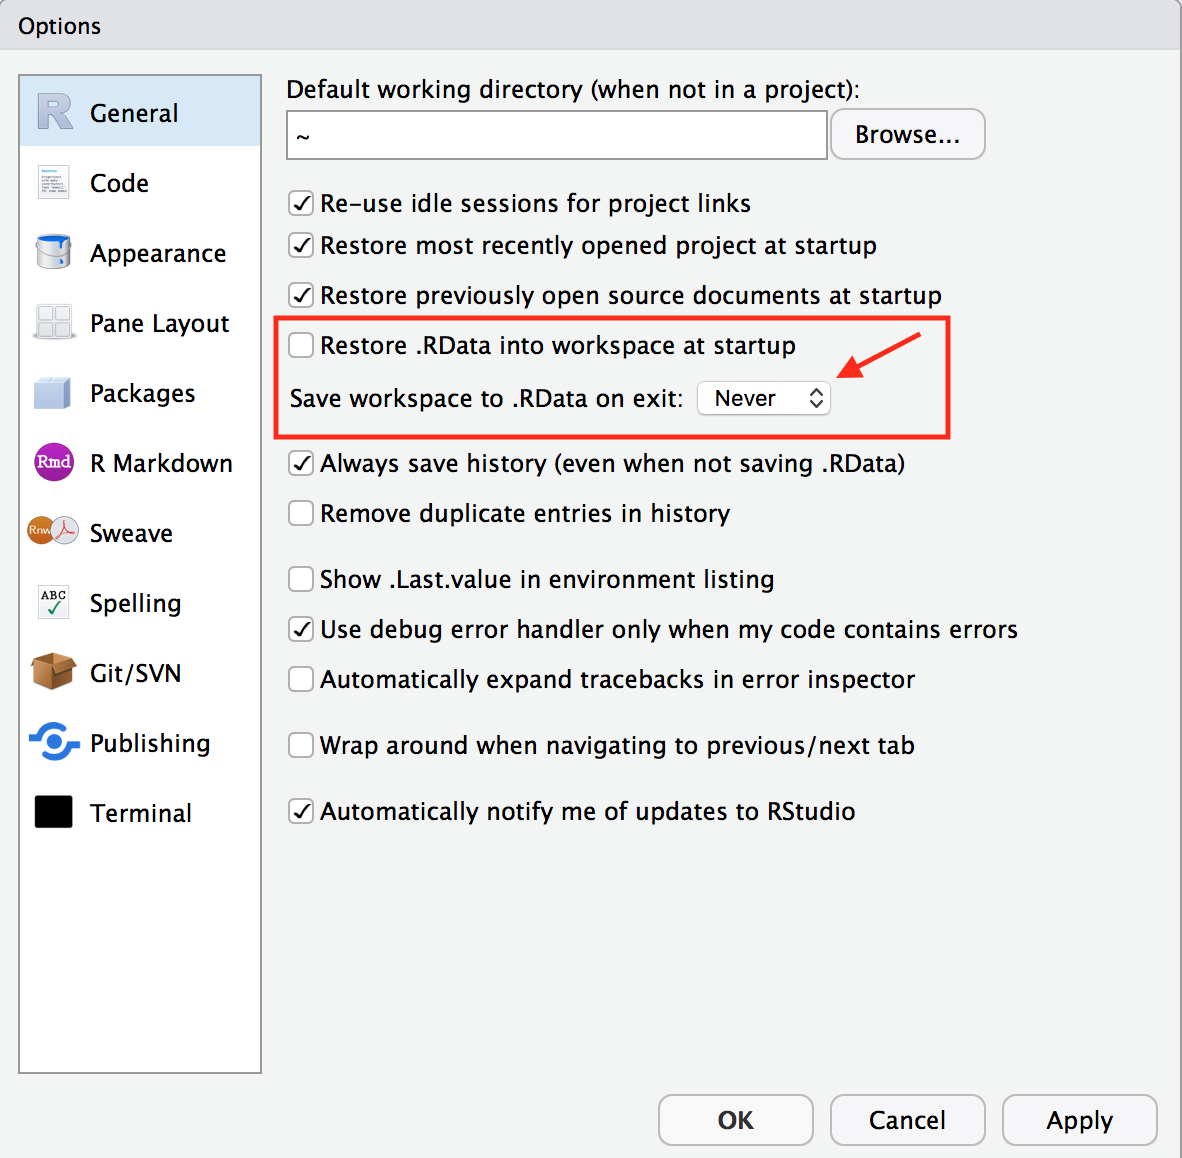 Options
General
Code
Appearance
Pane Layout
Packages
Rmd
R Markdown
Rnw
Sweave
ABC
Spelling
Git/SVN
Publishing
Terminal
Default working directory (when not in a project):
~
Browse...
Re-use idle sessions for project links
Restore most recently opened project at startup
Restore previously open source documents at startup
Restore .RData into workspace at startup
Save workspace to .RData on exit: Never
Always save history (even when not saving .RData)
Remove duplicate entries in history
Show .Last.value in environment listing
Use debug error handler only when my code contains errors
Automatically expand tracebacks in error inspector
Wrap around when navigating to previous/next tab
Automatically notify me of updates to RStudio
OK
Cancel
Apply